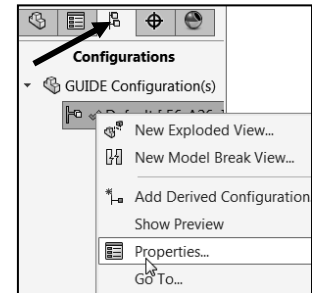 Configurations
GUIDE Configuration(s)
New Exploded View...
New Model Break View...
Add Derived Configuration
Show Preview
Properties...
Go To...